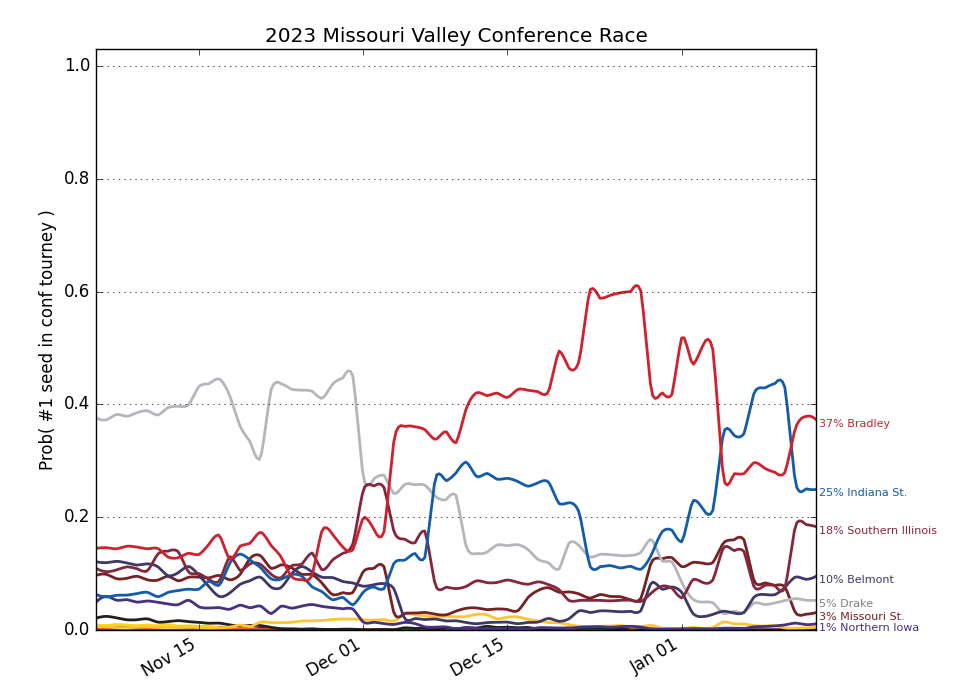 2023 Missouri Valley Conference Race
Prob( #1 seed in conf tourney )
1.0
0.8
0.6
0.4
0.2
0.0
Nov 15
Dec 01
Dec 15
Jan 01
37% Bradley
25% Indiana St.
18% Southern Illinois
10% Belmont
5% Drake
3% Missouri St.
1% Northern Iowa